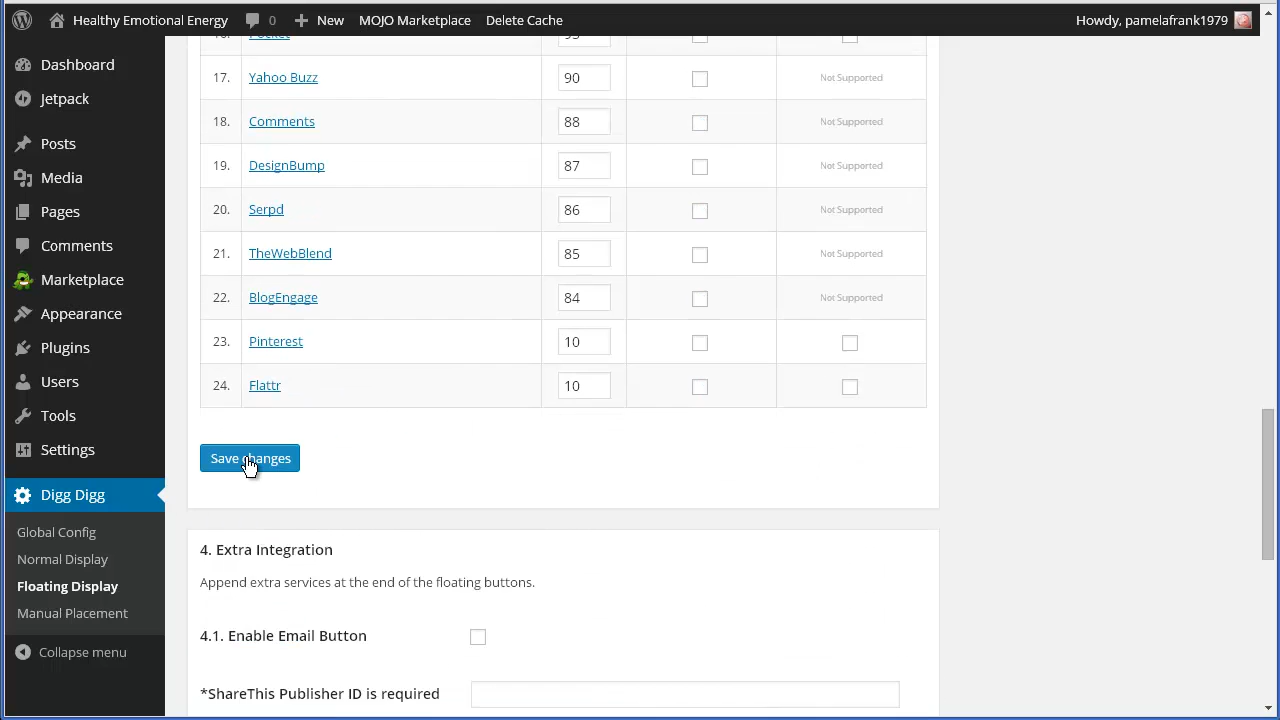 Healthy Emotional Energy 0 New MOJO Marketplace Delete Cache Howdy, pamelafrank1979
Dashboard
Jetpack
Posts
Media
Pages
Comments
Marketplace
Appearance
Plugins
Users
Tools
Settings
Digg Digg
Global Config
Normal Display
Floating Display
Manual Placement
Collapse menu
16. Pocket 95
17. Yahoo Buzz 90 Not Supported
18. Comments 88 Not Supported
19. DesignBump 87 Not Supported
20. Serpd 86 Not Supported
21. TheWebBlend 85 Not Supported
22. BlogEngage 84 Not Supported
23. Pinterest 10
24. Flattr 10
Save changes
4. Extra Integration
Append extra services at the end of the floating buttons.
4.1. Enable Email Button
*ShareThis Publisher ID is required